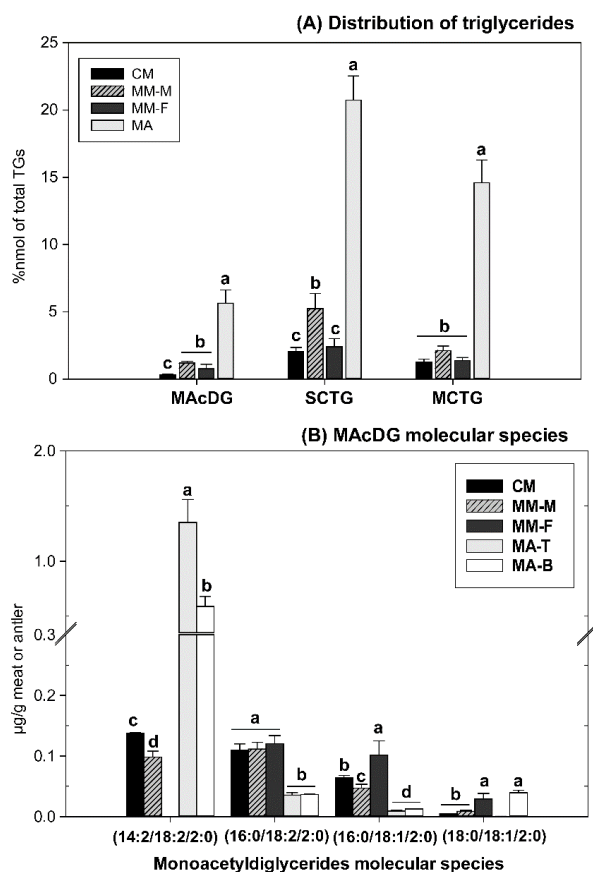 (A) Distribution of triglycerides
%nmol of total TGs
25
20
15
10
5
0
CM
MM-M
MM-F
MA
c
b
a
c
b
c
a
b
a
MAcDG SCTG MCTG
(B) MAcDG molecular species
µg/g meat or antler
2.0
1.0
0.3
0.2
0.1
0.0
CM
MM-M
MM-F
MA-T
MA-B
c
d
a
b
a
b
b
c
a
d
b
a
a
(14:2/18:2/2:0) (16:0/18:2/2:0) (16:0/18:1/2:0) (18:0/18:1/2:0)
Monoacetyldiglycerides molecular species